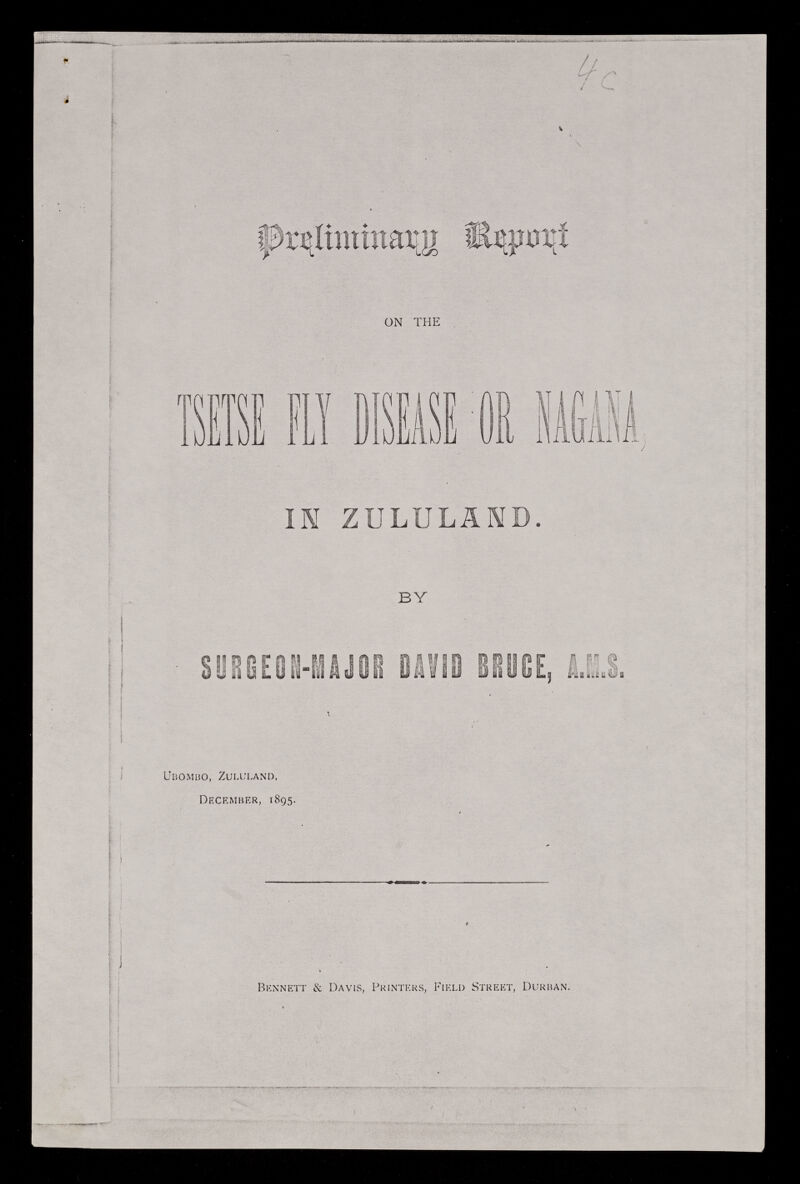 4c
Preliminary Report
ON THE
TSETSE FLY DISEASE OR NAGANA,
IN ZULULAND.
BY
SURGEON-MAJOR DAVID BRUCE, A.M.S.
UBOMBO, ZULULAND,
DECEMBER, 1895.
BENNETT & DAVIS, PRINTERS, FIELD STREET, DURBAN.